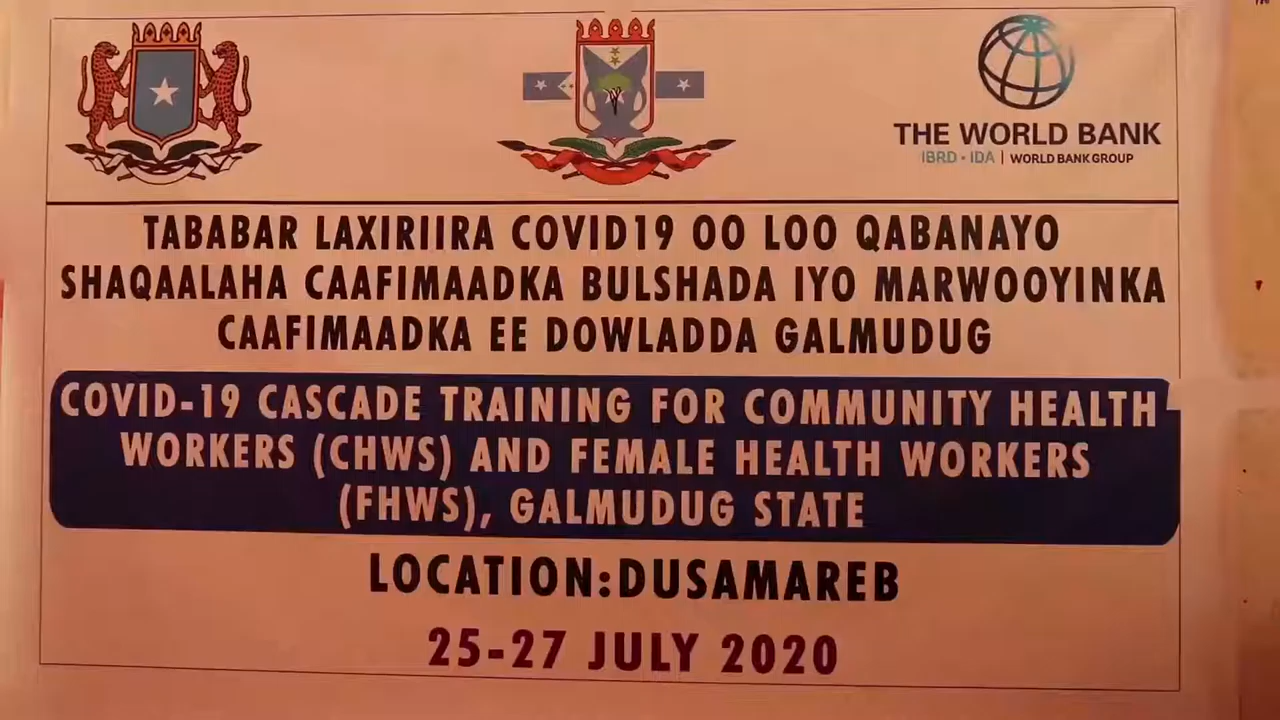 THE WORLD BANK
IBRD • IDA | WORLD BANK GROUP
TABABAR LAXIRIIRA COVID19 OO LOO QABANAYO
SHAQAALAHA CAAFIMAADKA BULSHADA IYO MARWOOYINKA
CAAFIMAADKA EE DOWLADDA GALMUDUG
COVID-19 CASCADE TRAINING FOR COMMUNITY HEALTH
WORKERS (CHWS) AND FEMALE HEALTH WORKERS
(FHWS), GALMUDUG STATE
LOCATION:DUSAMAREB
25-27 JULY 2020